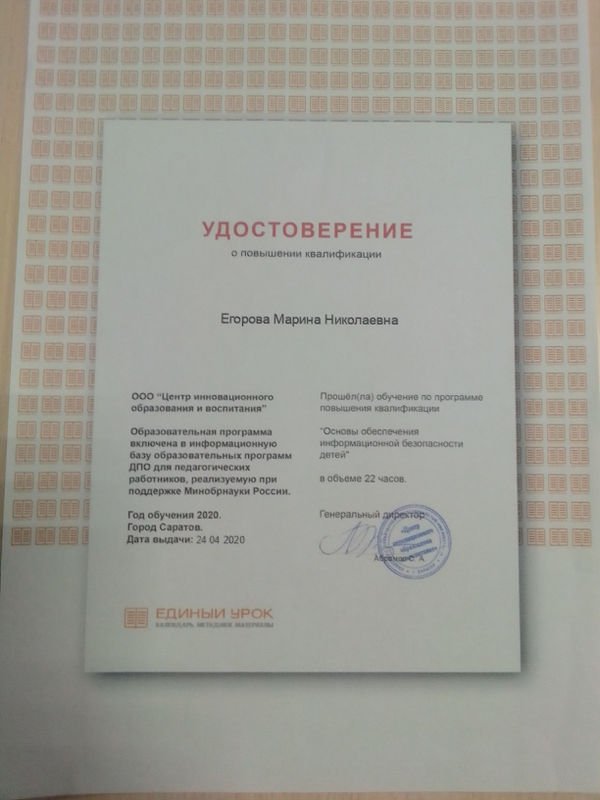 УДОСТОВЕРЕНИЕ
о повышении квалификации
Егорова Марина Николаевна
ООО "Центр инновационного
образования и воспитания"
Образовательная программа
включена в информационную
базу образовательных программ
ДПО для педагогических
работников, реализуемую при
поддержке Минобрнауки России.
Год обучения 2020.
Город Саратов.
Дата выдачи: 24 04 2020
Прошёл(ла) обучение по программе
повышения квалификации
"Основы обеспечения
информационной безопасности
детей"
в объеме 22 часов.
Генеральный директор
Абрамов С. А.
ЕДИНЫЙ УРОК
КАЛЕНДАРЬ, МЕТОДИКИ, МАТЕРИАЛЫ